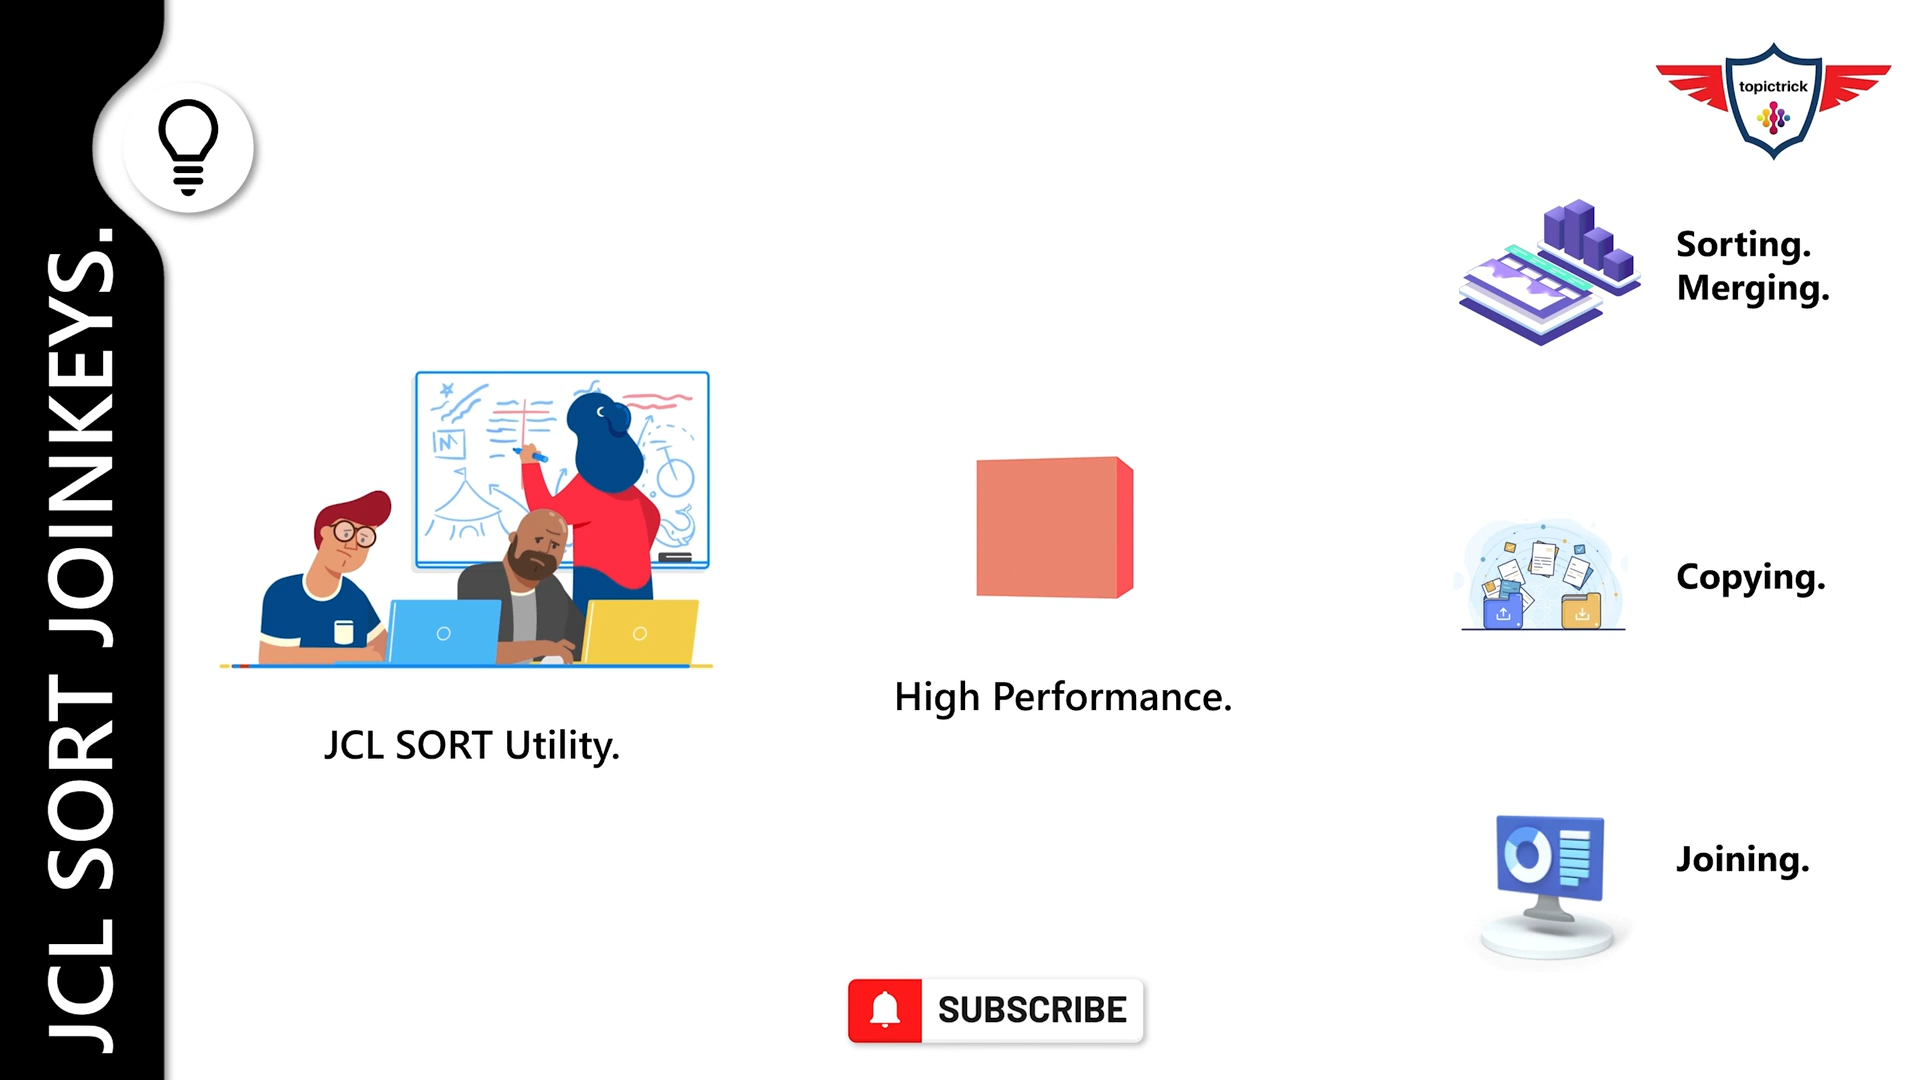 JCL SORT JOINKEYS.
topictrick
Sorting.
Merging.
Copying.
High Performance.
JCL SORT Utility.
Joining.
SUBSCRIBE